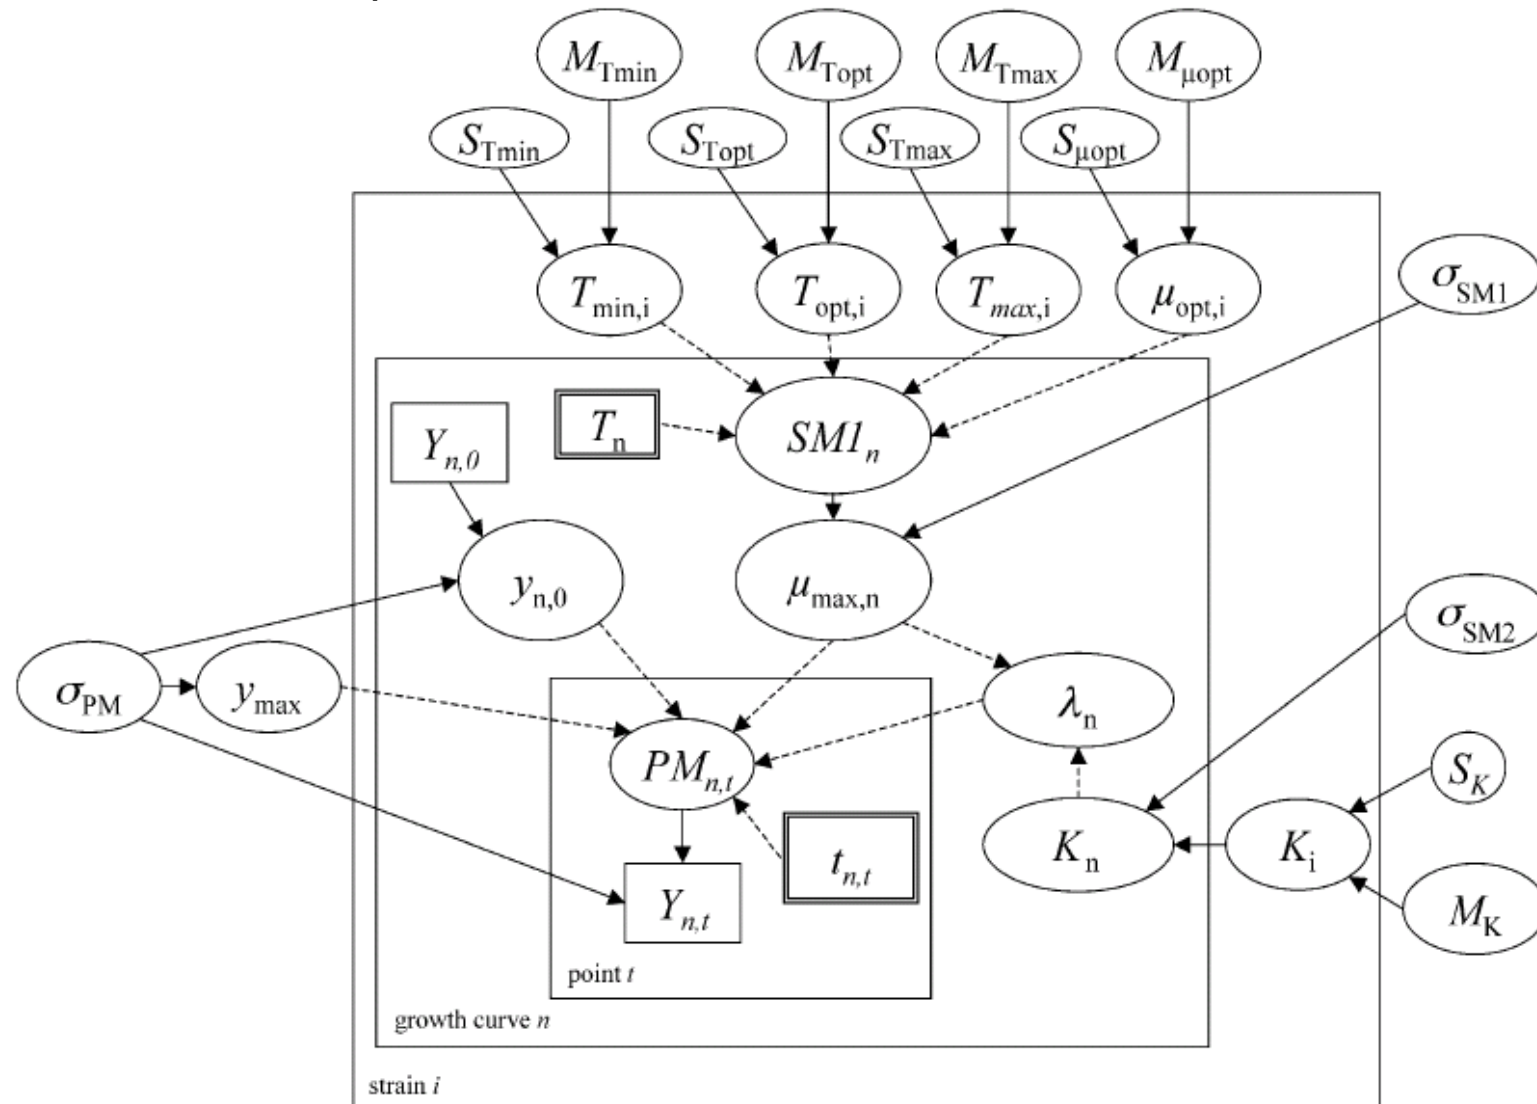 M_Tmin M_Topt M_Tmax M_μopt
S_Tmin S_Topt S_Tmax S_μopt
T_min,i T_opt,i T_max,i μ_opt,i σ_SM1
T_n SM1_n
Y_n,0
y_n,0 μ_max,n
σ_SM2
σ_PM y_max λ_n
PM_n,t S_K
t_n,t K_n K_i
Y_n,t M_K
point t
growth curve n
strain i